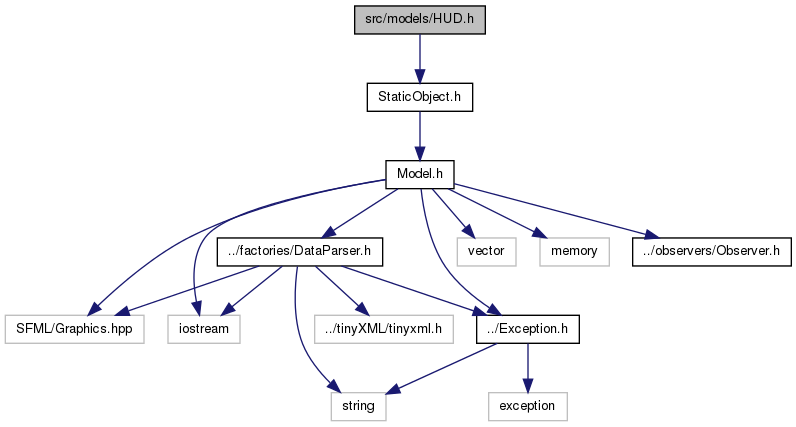 src/models/HUD.h
StaticObject.h
Model.h
../factories/DataParser.h
vector
memory
../observers/Observer.h
SFML/Graphics.hpp
iostream
../tinyXML/tinyxml.h
../Exception.h
string
exception